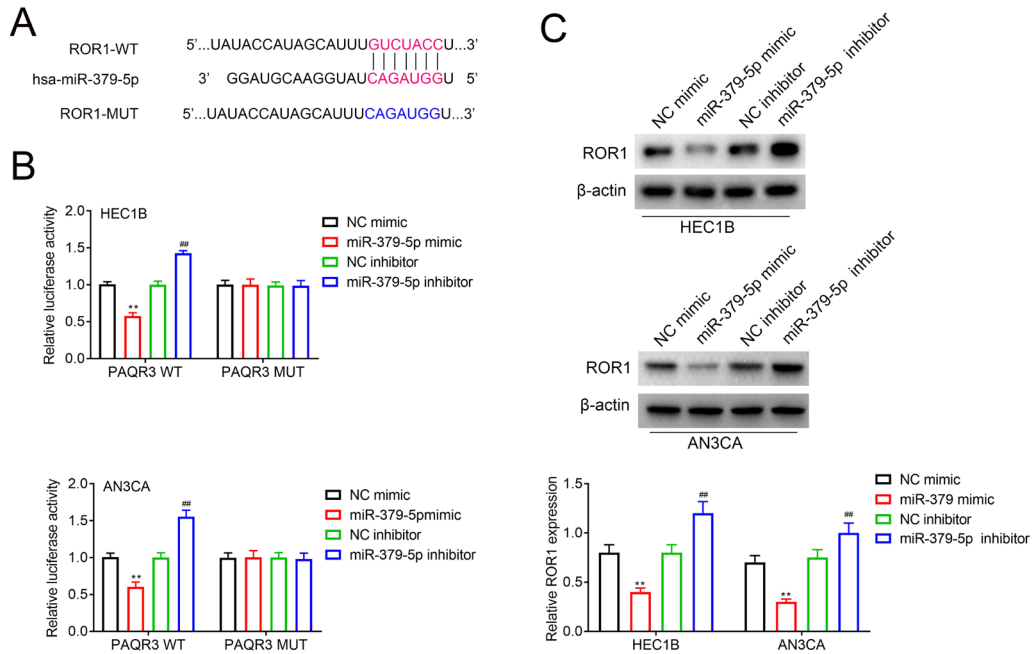 A
ROR1-WT 5’...UAUACCAUAGCAUUUGUCUACCU...3’
hsa-miR-379-5p 3’ GGAUGCAAGGUAUCAGAUGGU 5’
ROR1-MUT 5’...UAUACCAUAGCAUUUCAGAUGGU...3’
B
HEC1B
Relative luciferase activity
2.0
1.5
1.0
0.5
0.0
**
##
PAQR3 WT PAQR3 MUT
NC mimic
miR-379-5p mimic
NC inhibitor
miR-379-5p inhibitor
AN3CA
Relative luciferase activity
2.0
1.5
1.0
0.5
0.0
**
##
PAQR3 WT PAQR3 MUT
NC mimic
miR-379-5pmimic
NC inhibitor
miR-379-5p inhibitor
C
NC mimic
miR-379-5p mimic
NC inhibitor
miR-379-5p inhibitor
ROR1
β-actin
HEC1B
NC mimic
miR-379-5p mimic
NC inhibitor
miR-379-5p inhibitor
ROR1
β-actin
AN3CA
Relative ROR1 expression
1.5
1.0
0.5
0.0
**
##
**
##
HEC1B AN3CA
NC mimic
miR-379 mimic
NC inhibitor
miR-379-5p inhibitor